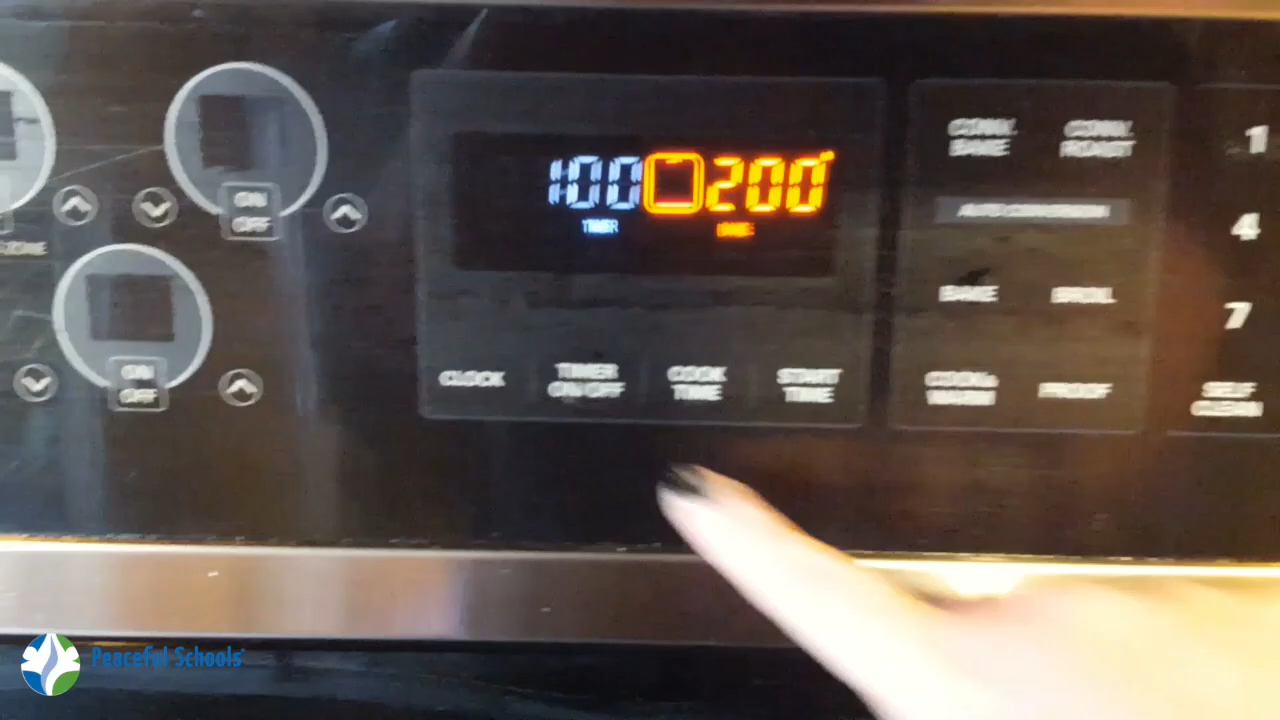 1:00 200°
TIMER BAKE
ON
OFF
ON
OFF
CLOCK
TIMER
ON/OFF
COOK
TIME
START
TIME
CONV.
BAKE
CONV.
ROAST
AUTO CONVERSION
BAKE
BROIL
COOK &
WARM
PROOF
1
4
7
SELF
CLEAN
Peaceful Schools